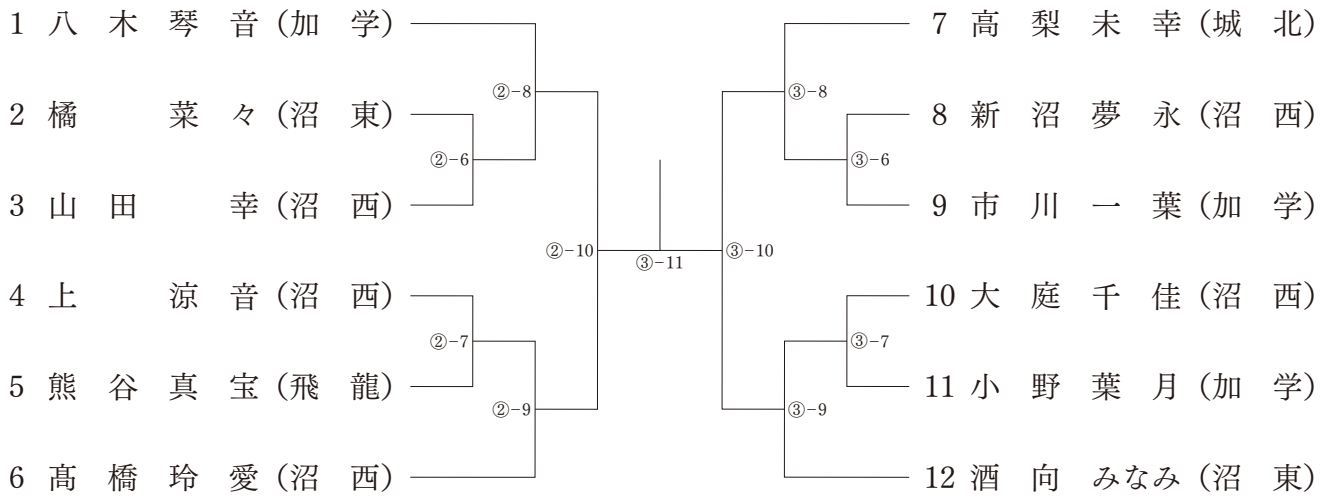 1 八木琴音（加学）
2 橘菜々（沼東）
3 山田幸（沼西）
4 上涼音（沼西）
5 熊谷真宝（飛龍）
6 髙橋玲愛（沼西）
②-8
②-6
②-10
②-7
②-9
③-11
③-8
③-6
③-10
③-7
③-9
7 高梨未幸（城北）
8 新沼夢永（沼西）
9 市川一葉（加学）
10 大庭千佳（沼西）
11 小野葉月（加学）
12 酒向みなみ（沼東）